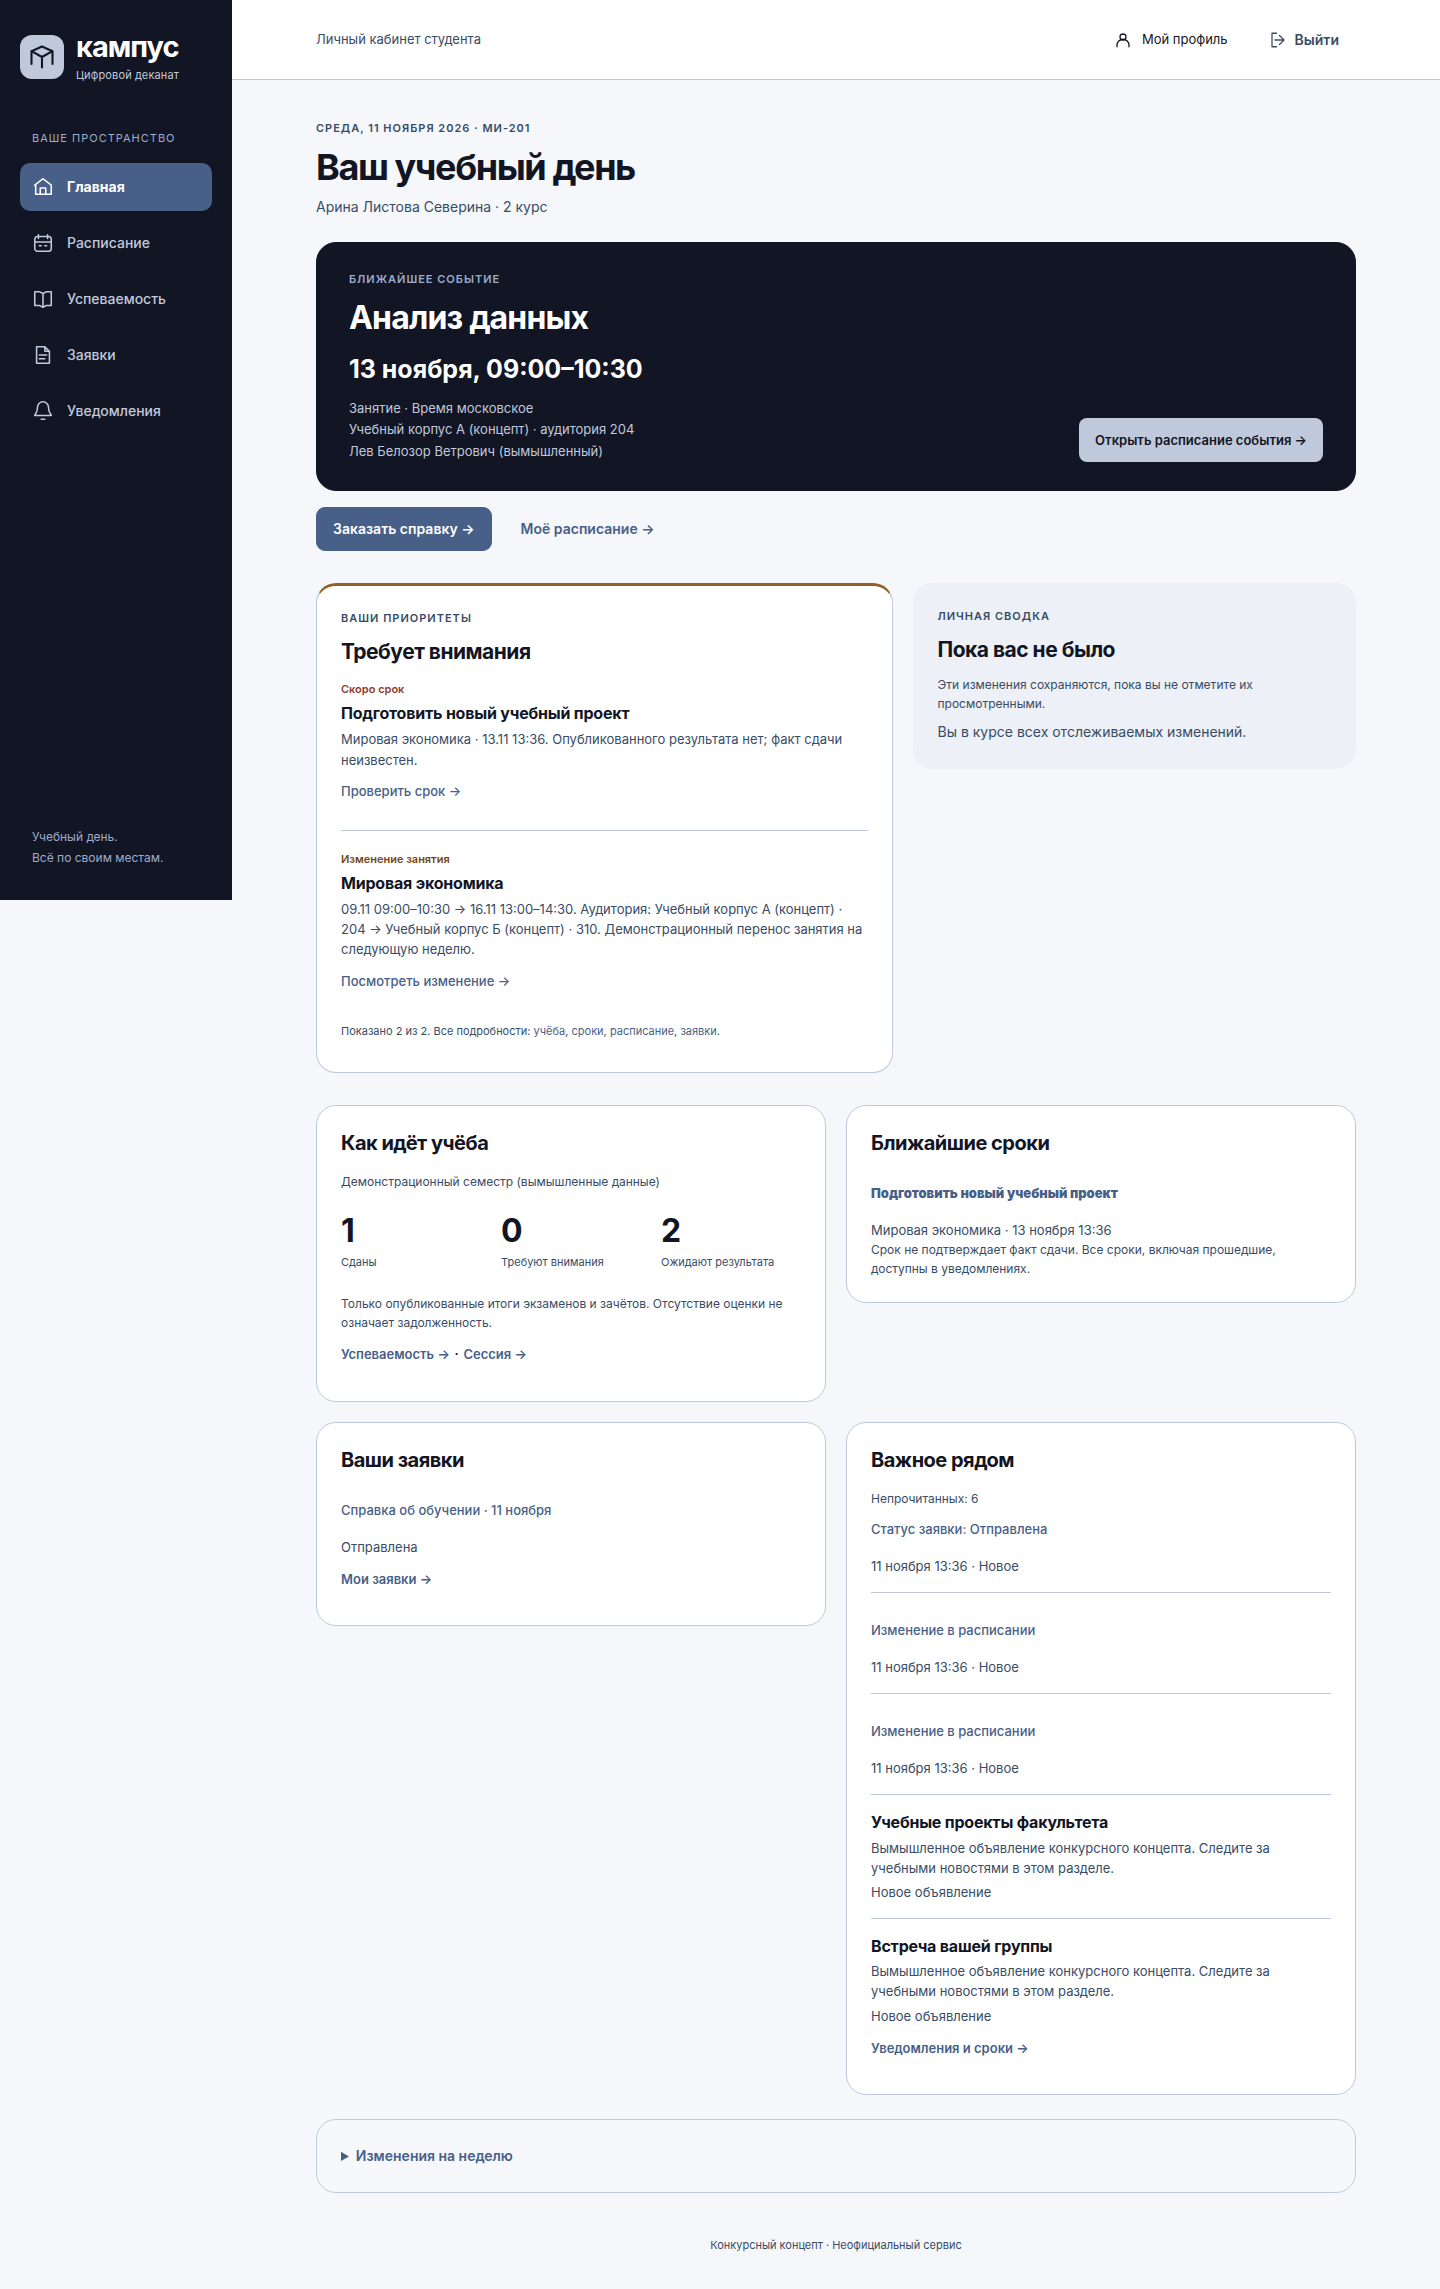 кампус
Цифровой деканат
ВАШЕ ПРОСТРАНСТВО
Главная
Расписание
Успеваемость
Заявки
Уведомления
Учебный день.
Всё по своим местам.
Личный кабинет студента
Мой профиль
Выйти
СРЕДА, 11 НОЯБРЯ 2026 · МИ-201
Ваш учебный день
Арина Листова Северина · 2 курс
БЛИЖАЙШЕЕ СОБЫТИЕ
Анализ данных
13 ноября, 09:00–10:30
Занятие · Время московское
Учебный корпус А (концепт) · аудитория 204
Лев Белозор Ветрович (вымышленный)
Открыть расписание события →
Заказать справку →
Моё расписание →
ВАШИ ПРИОРИТЕТЫ
Требует внимания
Скоро срок
Подготовить новый учебный проект
Мировая экономика · 13.11 13:36. Опубликованного результата нет; факт сдачи
неизвестен.
Проверить срок →
Изменение занятия
Мировая экономика
09.11 09:00–10:30 → 16.11 13:00–14:30. Аудитория: Учебный корпус А (концепт) ·
204 → Учебный корпус Б (концепт) · 310. Демонстрационный перенос занятия на
следующую неделю.
Посмотреть изменение →
Показано 2 из 2. Все подробности: учёба, сроки, расписание, заявки.
ЛИЧНАЯ СВОДКА
Пока вас не было
Эти изменения сохраняются, пока вы не отметите их
просмотренными.
Вы в курсе всех отслеживаемых изменений.
Как идёт учёба
Демонстрационный семестр (вымышленные данные)
1
Сданы
0
Требуют внимания
2
Ожидают результата
Только опубликованные итоги экзаменов и зачётов. Отсутствие оценки не
означает задолженность.
Успеваемость → · Сессия →
Ближайшие сроки
Подготовить новый учебный проект
Мировая экономика · 13 ноября 13:36
Срок не подтверждает факт сдачи. Все сроки, включая прошедшие,
доступны в уведомлениях.
Ваши заявки
Справка об обучении · 11 ноября
Отправлена
Мои заявки →
Важное рядом
Непрочитанных: 6
Статус заявки: Отправлена
11 ноября 13:36 · Новое
Изменение в расписании
11 ноября 13:36 · Новое
Изменение в расписании
11 ноября 13:36 · Новое
Учебные проекты факультета
Вымышленное объявление конкурсного концепта. Следите за
учебными новостями в этом разделе.
Новое объявление
Встреча вашей группы
Вымышленное объявление конкурсного концепта. Следите за
учебными новостями в этом разделе.
Новое объявление
Уведомления и сроки →
Изменения на неделю
Конкурсный концепт · Неофициальный сервис